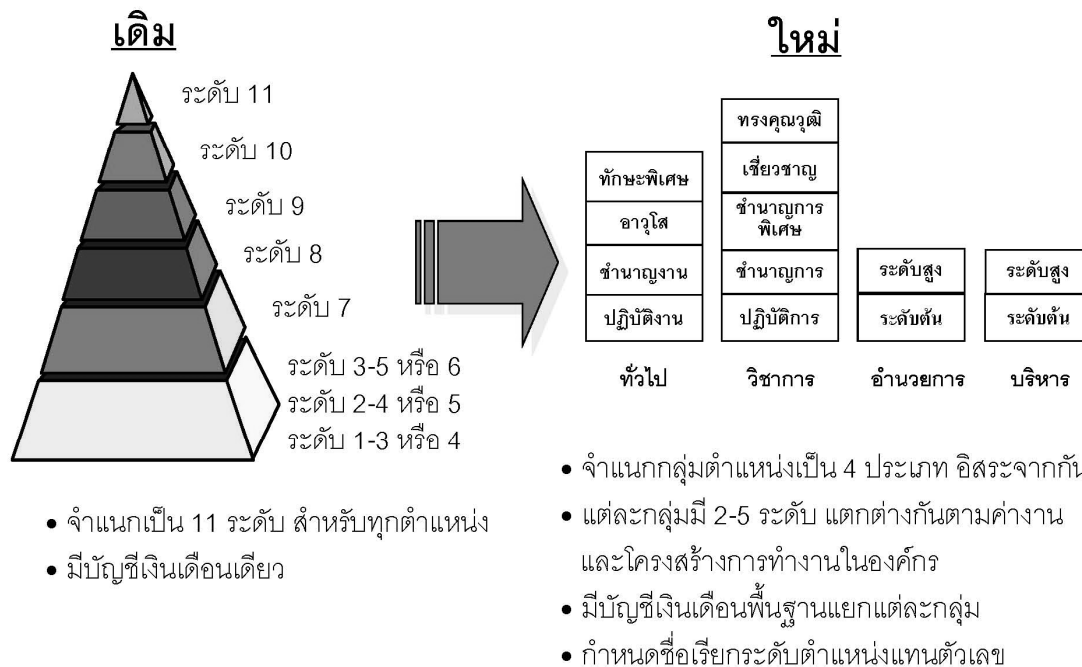 เดิม
ระดับ 11
ระดับ 10
ระดับ 9
ระดับ 8
ระดับ 7
ระดับ 3-5 หรือ 6
ระดับ 2-4 หรือ 5
ระดับ 1-3 หรือ 4
• จำแนกเป็น 11 ระดับ สำหรับทุกตำแหน่ง
• มีบัญชีเงินเดือนเดียว
ใหม่
ทักษะพิเศษ
อาวุโส
ชำนาญงาน
ปฏิบัติงาน
ทั่วไป
ทรงคุณวุฒิ
เชี่ยวชาญ
ชำนาญการ
พิเศษ
ชำนาญการ
ปฏิบัติการ
วิชาการ
ระดับสูง
ระดับต้น
อำนวยการ
ระดับสูง
ระดับต้น
บริหาร
• จำแนกกลุ่มตำแหน่งเป็น 4 ประเภท อิสระจากกัน
• แต่ละกลุ่มมี 2-5 ระดับ แตกต่างกันตามค่างาน
และโครงสร้างการทำงานในองค์กร
• มีบัญชีเงินเดือนพื้นฐานแยกแต่ละกลุ่ม
• กำหนดชื่อเรียกระดับตำแหน่งแทนตัวเลข